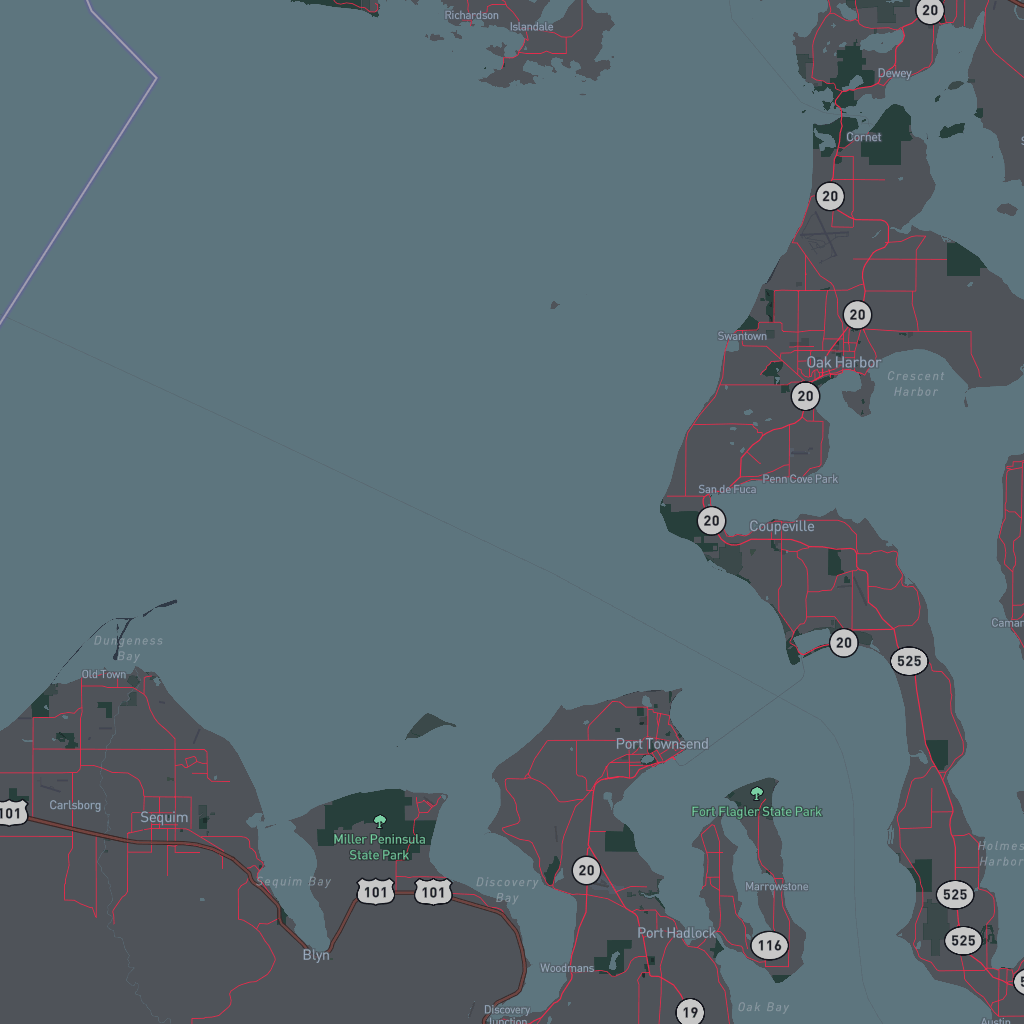 Richardson
Islandale
20
Dewey
Cornet
20
20
Swantown
Oak Harbor
Crescent
Harbor
20
Penn Cove Park
San de Fuca
20
Coupeville
Dungeness
Bay
20
525
Old Town
Port Townsend
Fort Flagler State Park
101
Carlsborg
Sequim
Miller Peninsula
State Park
Sequim Bay
101
101
Discovery
Bay
20
Marrowstone
525
Port Hadlock
116
525
Blyn
Woodmans
Discovery
Junction
19
Oak Bay
Austin
Holmes
Harbor